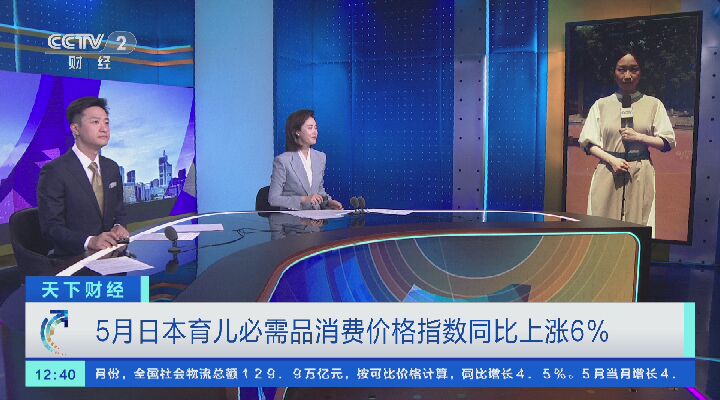 CCTV 2
财经
天下财经
5月日本育儿必需品消费价格指数同比上涨6%
12:40 月份，全国社会物流总额129．9万亿元，按可比价格计算，同比增长4．5%。5月当月增长4．